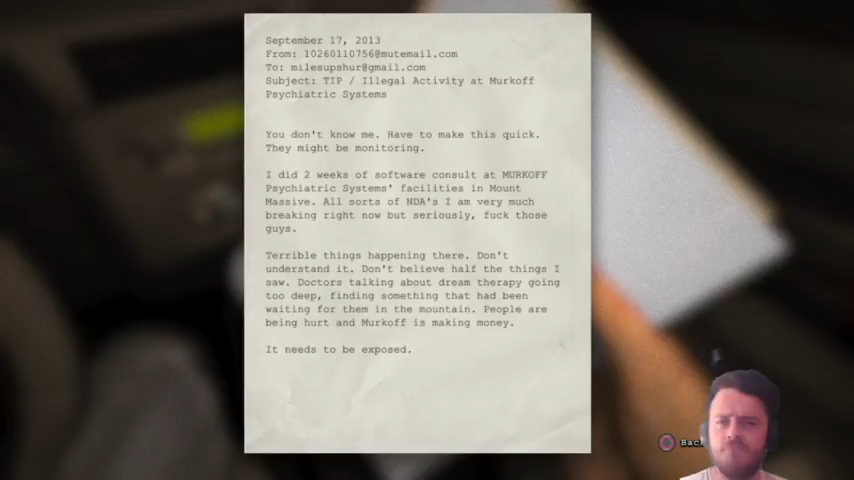 September 17, 2013
From: 10260110756@mutemail.com
To: milesupshur@gmail.com
Subject: TIP / Illegal Activity at Murkoff
Psychiatric Systems
You don't know me. Have to make this quick.
They might be monitoring.
I did 2 weeks of software consult at MURKOFF
Psychiatric Systems' facilities in Mount
Massive. All sorts of NDA's I am very much
breaking right now but seriously, fuck those
guys.
Terrible things happening there. Don't
understand it. Don't believe half the things I
saw. Doctors talking about dream therapy going
too deep, finding something that had been
waiting for them in the mountain. People are
being hurt and Murkoff is making money.
It needs to be exposed.